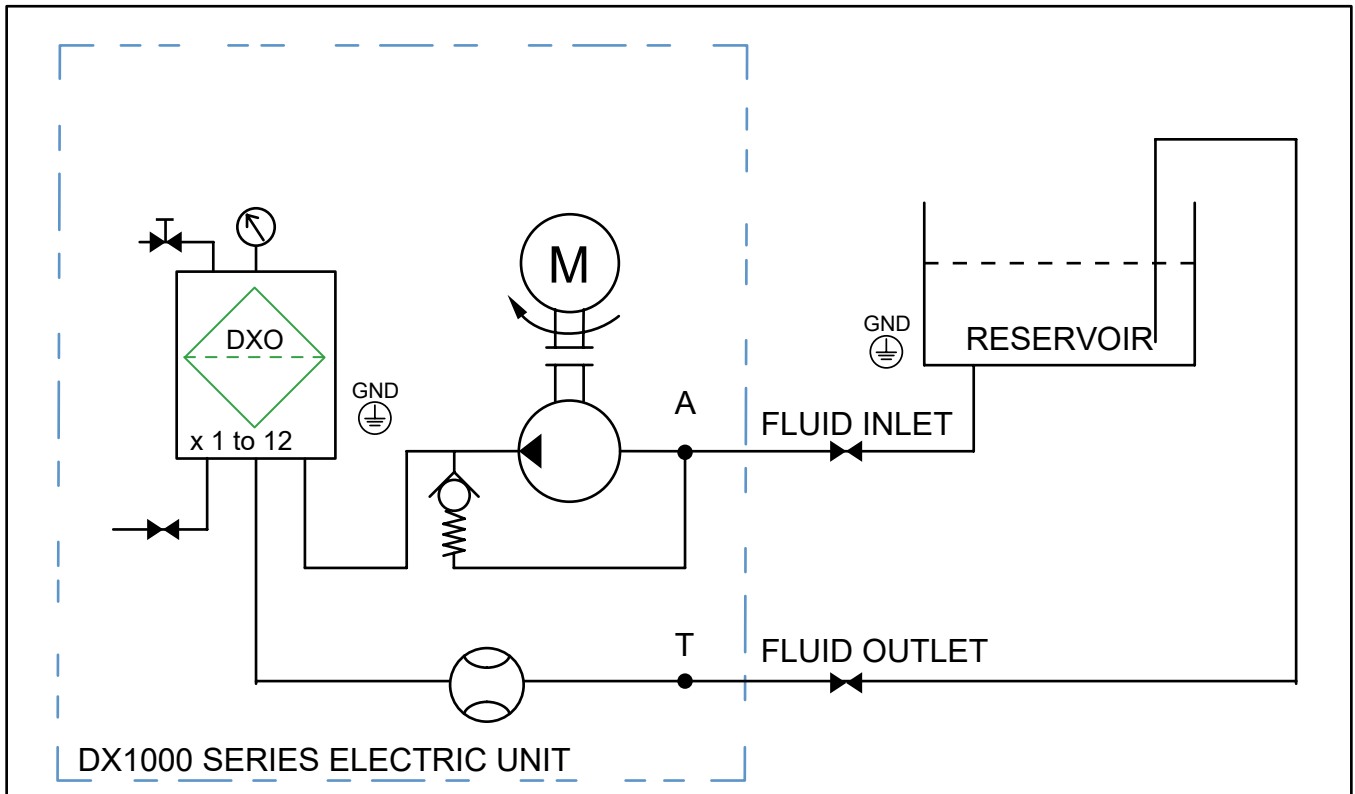 M
DXO
GND
x 1 to 12
GND
RESERVOIR
A
FLUID INLET
T
FLUID OUTLET
DX1000 SERIES ELECTRIC UNIT